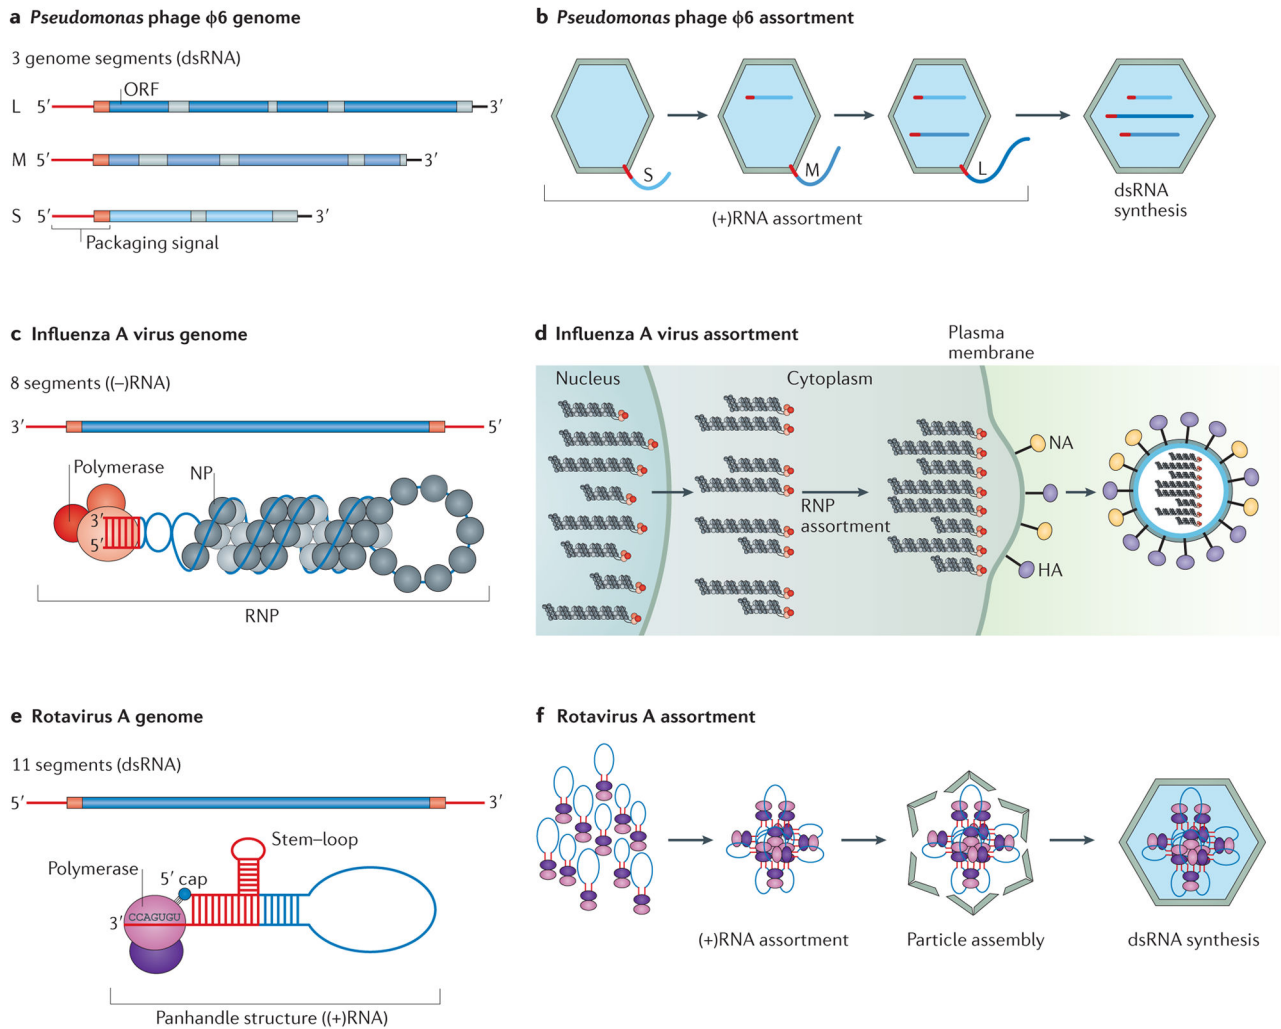 a Pseudomonas phage ϕ6 genome
3 genome segments (dsRNA)
ORF
L 5′ 3′
M 5′ 3′
S 5′ 3′
Packaging signal
b Pseudomonas phage ϕ6 assortment
S
M
L
(+)RNA assortment
dsRNA
synthesis
c Influenza A virus genome
8 segments ((–)RNA)
3′ 5′
Polymerase
NP
3′
5′
RNP
d Influenza A virus assortment
Plasma
membrane
Nucleus
Cytoplasm
RNP
assortment
NA
HA
e Rotavirus A genome
11 segments (dsRNA)
5′ 3′
Stem–loop
Polymerase
5′ cap
CCAGUGU
3′
Panhandle structure ((+)RNA)
f Rotavirus A assortment
(+)RNA assortment
Particle assembly
dsRNA synthesis